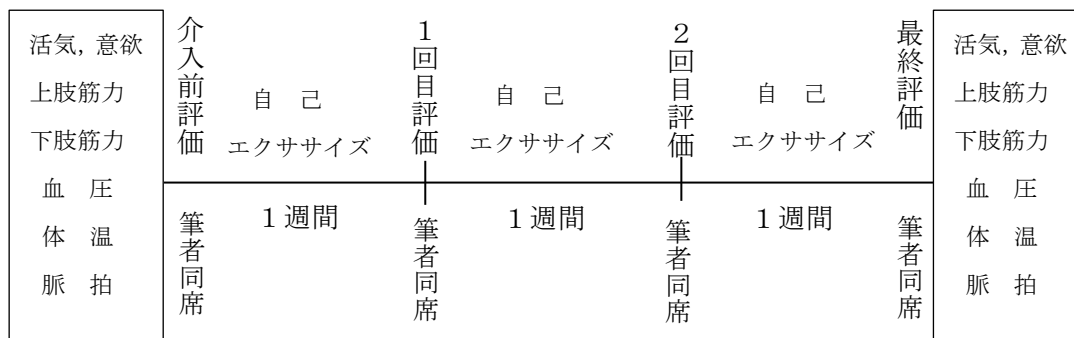 活気, 意欲
上肢筋力
下肢筋力
血 圧
体 温
脈 拍
介入前評価
筆者同席
自 己
エクササイズ
1週間
1回目評価
筆者同席
自 己
エクササイズ
1週間
2回目評価
筆者同席
自 己
エクササイズ
1週間
最終評価
筆者同席
活気, 意欲
上肢筋力
下肢筋力
血 圧
体 温
脈 拍